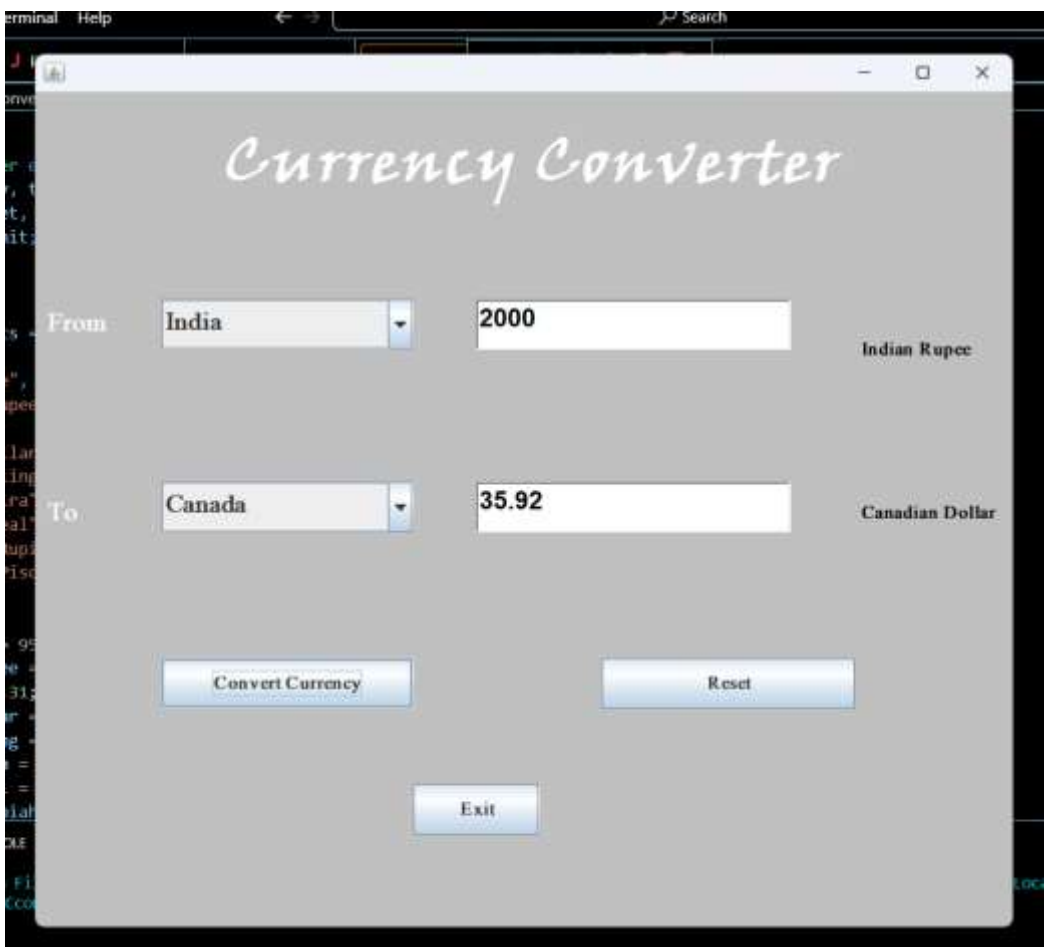 Help
Search
Currency Converter
From
India
2000
Indian Rupee
To
Canada
35.92
Canadian Dollar
Convert Currency
Reset
Exit